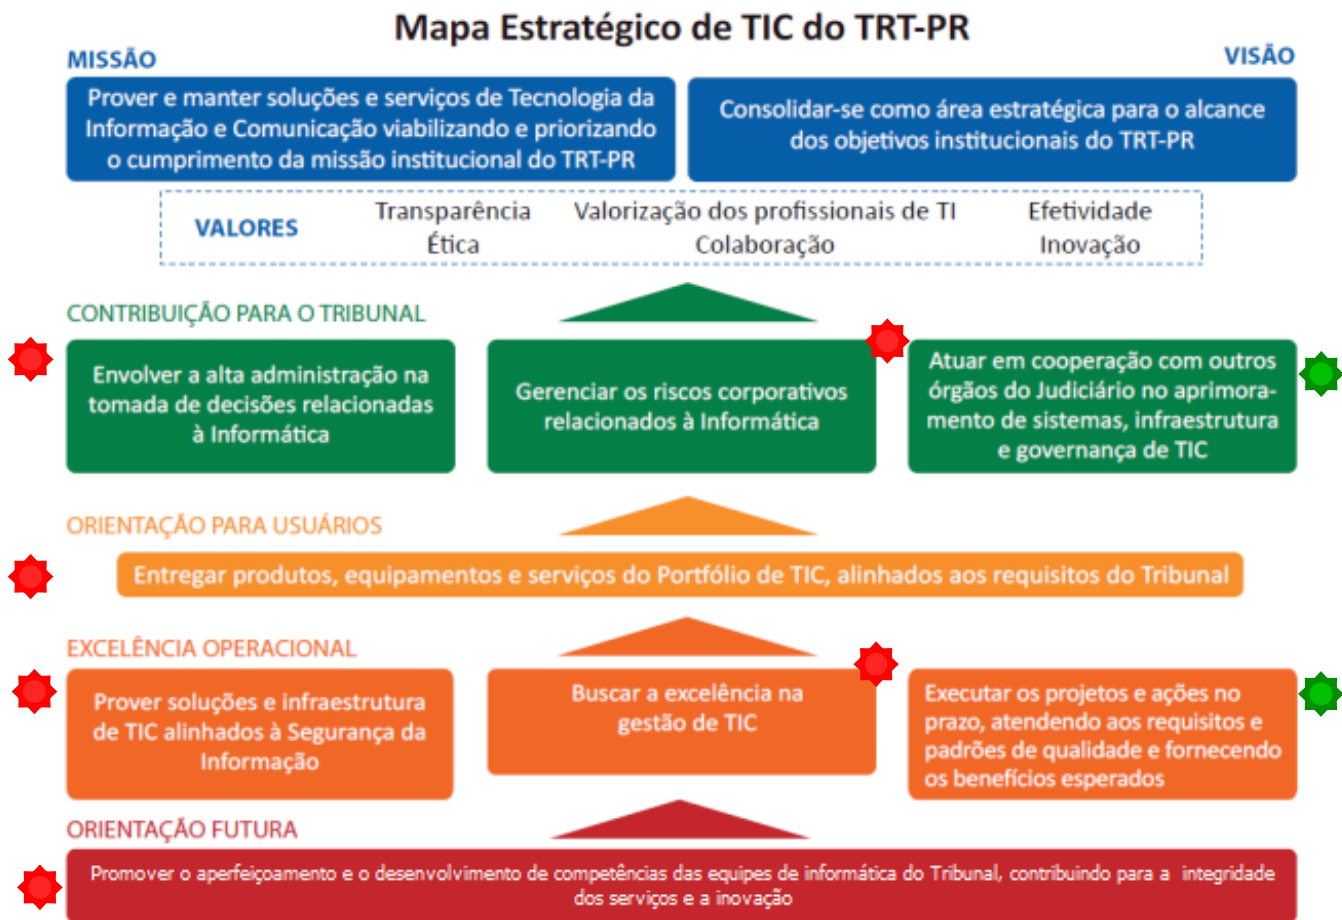 Mapa Estratégico de TIC do TRT-PR
MISSÃO
VISÃO
Prover e manter soluções e serviços de Tecnologia da
Informação e Comunicação viabilizando e priorizando
o cumprimento da missão institucional do TRT-PR
Consolidar-se como área estratégica para o alcance
dos objetivos institucionais do TRT-PR
VALORES
Transparência
Ética
Valorização dos profissionais de TI
Colaboração
Efetividade
Inovação
CONTRIBUIÇÃO PARA O TRIBUNAL
Envolver a alta administração na
tomada de decisões relacionadas
à Informática
Gerenciar os riscos corporativos
relacionados à Informática
Atuar em cooperação com outros
órgãos do Judiciário no aprimora-
mento de sistemas, infraestrutura
e governança de TIC
ORIENTAÇÃO PARA USUÁRIOS
Entregar produtos, equipamentos e serviços do Portfólio de TIC, alinhados aos requisitos do Tribunal
EXCELÊNCIA OPERACIONAL
Prover soluções e infraestrutura
de TIC alinhados à Segurança da
Informação
Buscar a excelência na
gestão de TIC
Executar os projetos e ações no
prazo, atendendo aos requisitos e
padrões de qualidade e fornecendo
os benefícios esperados
ORIENTAÇÃO FUTURA
Promover o aperfeiçoamento e o desenvolvimento de competências das equipes de informática do Tribunal, contribuindo para a integridade
dos serviços e a inovação